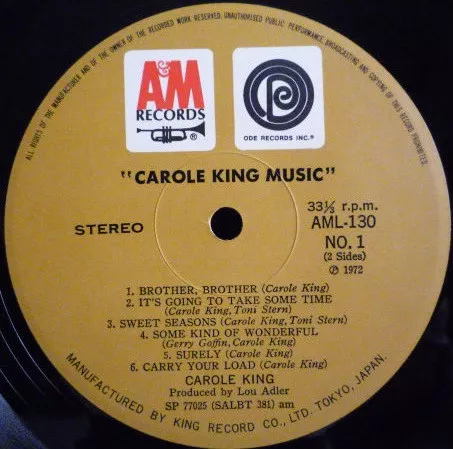 ALL RIGHTS OF THE MANUFACTURER AND OF THE OWNER OF THE RECORDED WORK RESERVED. UNAUTHORISED PUBLIC PERFORMANCE, BROADCASTING AND COPYING OF THIS RECORD PROHIBITED.
A&M
RECORDS
®
ODE RECORDS INC.®
"CAROLE KING MUSIC"
STEREO
33⅓ r.p.m.
AML-130
NO. 1
(2 Sides)
℗ 1972
1. BROTHER, BROTHER (Carole King)
2. IT'S GOING TO TAKE SOME TIME
(Carole King, Toni Stern)
3. SWEET SEASONS (Carole King, Toni Stern)
4. SOME KIND OF WONDERFUL
(Gerry Goffin, Carole King)
5. SURELY (Carole King)
6. CARRY YOUR LOAD (Carole King)
CAROLE KING
Produced by Lou Adler
SP 77025 (SALBT 381) am
MANUFACTURED BY KING RECORD CO., LTD. TOKYO, JAPAN.